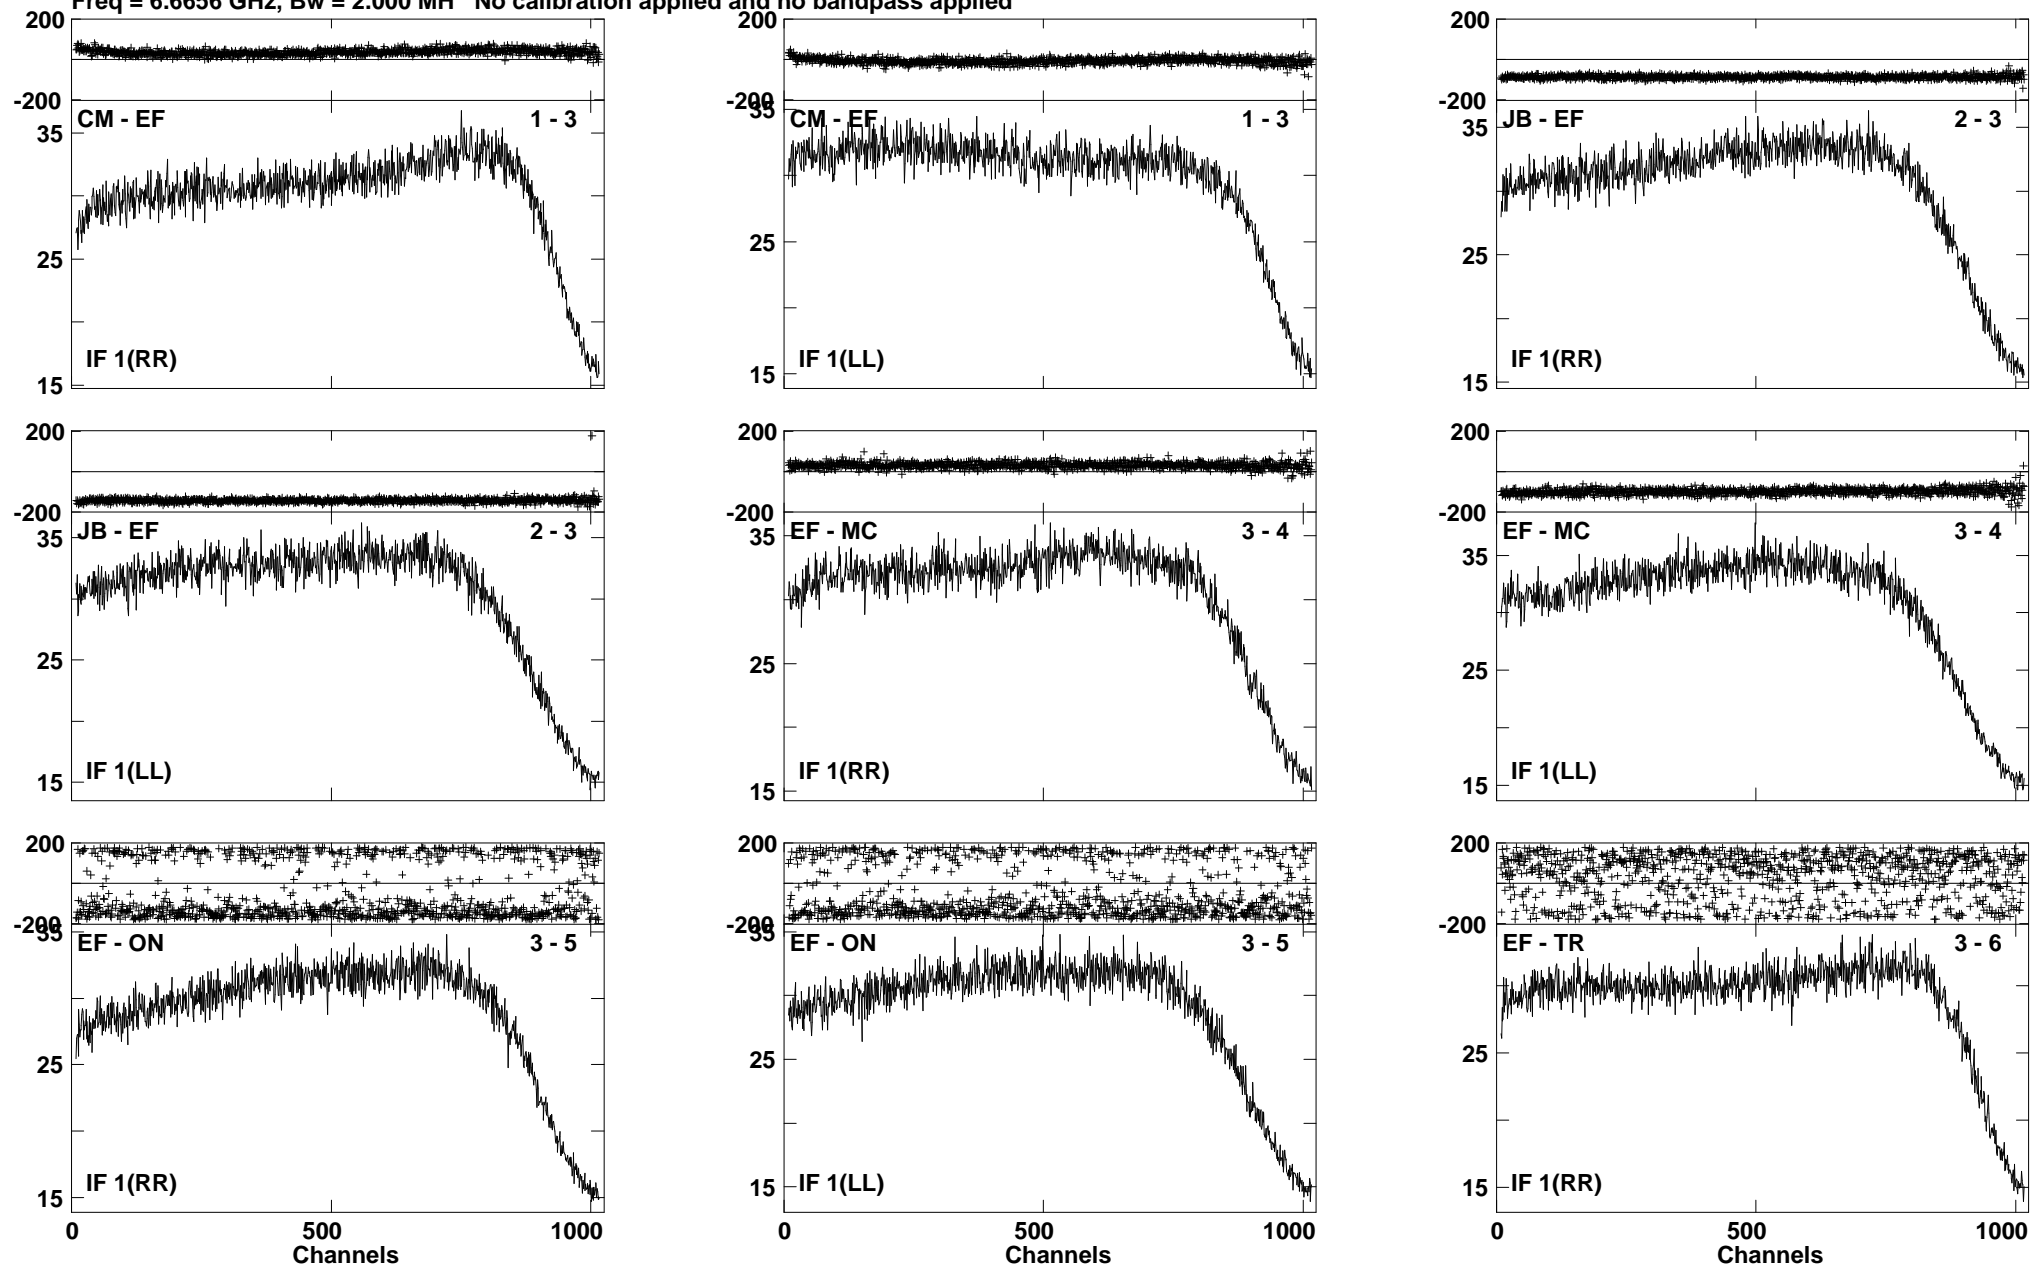 Freq = 6.6656 GHz, Bw = 2.000 MH No calibration applied and no bandpass applied
200
-200
CM - EF 1 - 3
35
25
15
IF 1(RR)
-200
35
CM - EF 1 - 3
25
15
IF 1(LL)
200
-200
JB - EF 2 - 3
35
25
15
IF 1(RR)
200
-200
JB - EF 2 - 3
35
25
15
IF 1(LL)
200
EF - MC 3 - 4
35
25
15
IF 1(RR)
200
-200
EF - MC 3 - 4
35
25
15
IF 1(LL)
200
-200
35
EF - ON 3 - 5
25
15
IF 1(RR)
0 500 1000
Channels
200
-200
35
EF - ON 3 - 5
25
15
IF 1(LL)
0 500 1000
Channels
200
-200
EF - TR 3 - 6
25
15
IF 1(RR)
0 500 1000
Channels